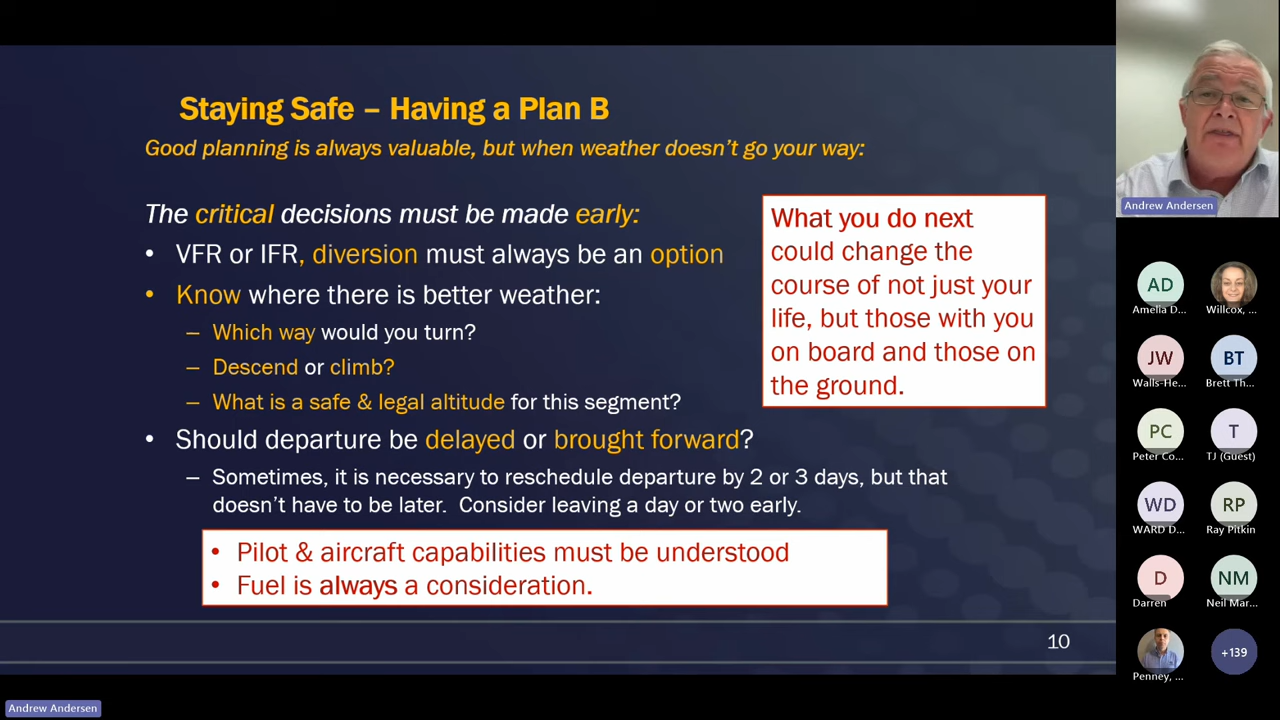 Staying Safe – Having a Plan B
Good planning is always valuable, but when weather doesn't go your way:
The critical decisions must be made early:
• VFR or IFR, diversion must always be an option
• Know where there is better weather:
– Which way would you turn?
– Descend or climb?
– What is a safe & legal altitude for this segment?
• Should departure be delayed or brought forward?
– Sometimes, it is necessary to reschedule departure by 2 or 3 days, but that
doesn't have to be later. Consider leaving a day or two early.
What you do next
could change the
course of not just your
life, but those with you
on board and those on
the ground.
• Pilot & aircraft capabilities must be understood
• Fuel is always a consideration.
10
Andrew Andersen
AD
Amelia D...
Willcox, ...
JW
Walls-He...
BT
Brett Th...
PC
Peter Co...
T
TJ (Guest)
WD
WARD D...
RP
Ray Pitkin
D
Darren
NM
Neil Mar...
Penney, ...
+139
Andrew Andersen